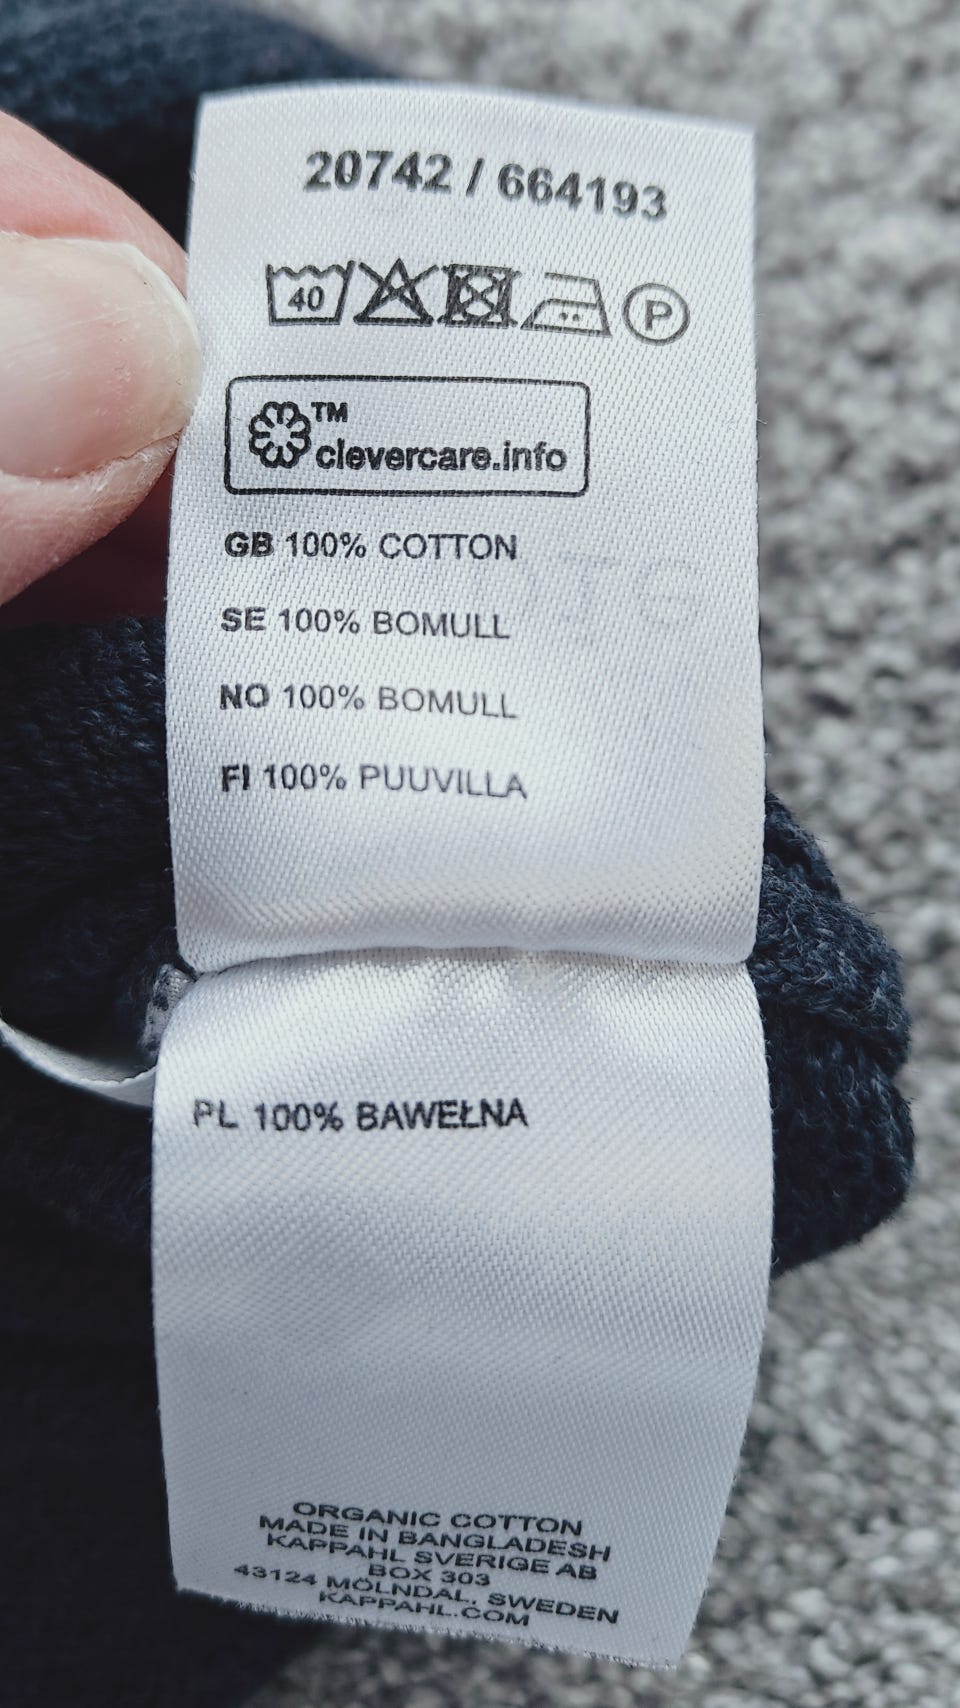 20742 / 664193
40
P
TM
clevercare.info
GB 100% COTTON
SE 100% BOMULL
NO 100% BOMULL
FI 100% PUUVILLA
PL 100% BAWEŁNA
ORGANIC COTTON
MADE IN BANGLADESH
KAPPAHL SVERIGE AB
BOX 303
43124 MÖLNDAL, SWEDEN
KAPPAHL.COM